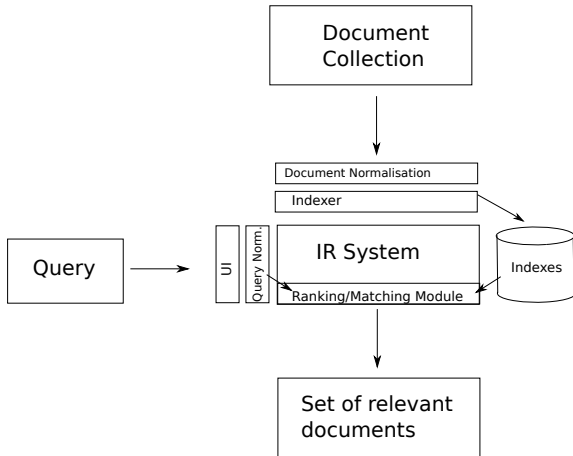 Document
Collection
Document Normalisation
Indexer
Query
UI
Query Norm.
IR System
Ranking/Matching Module
Indexes
Set of relevant
documents